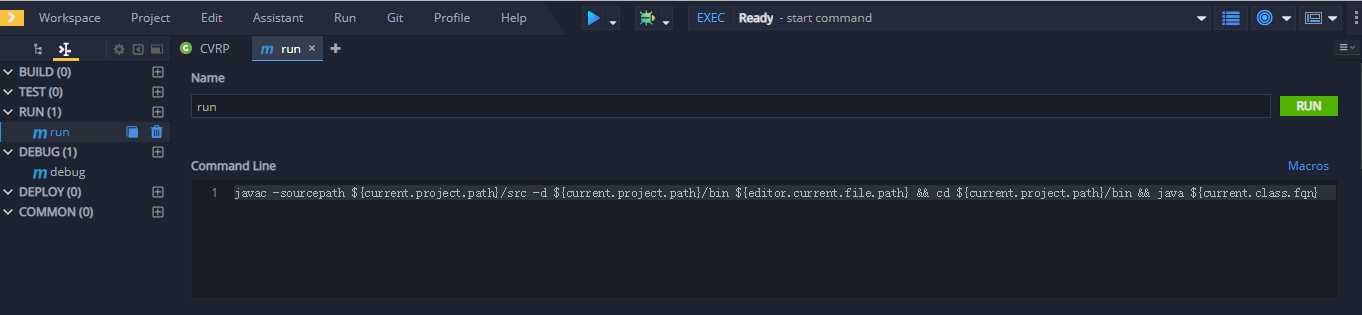 Workspace Project Edit Assistant Run Git Profile Help EXEC Ready - start command
CVRP run
BUILD (0)
TEST (0)
RUN (1)
m run
DEBUG (1)
m debug
DEPLOY (0)
COMMON (0)
Name
run
RUN
Command Line
Macros
1 javac -sourcepath ${current.project.path}/src -d ${current.project.path}/bin ${editor.current.file.path} && cd ${current.project.path}/bin && java ${current.class.fqn}